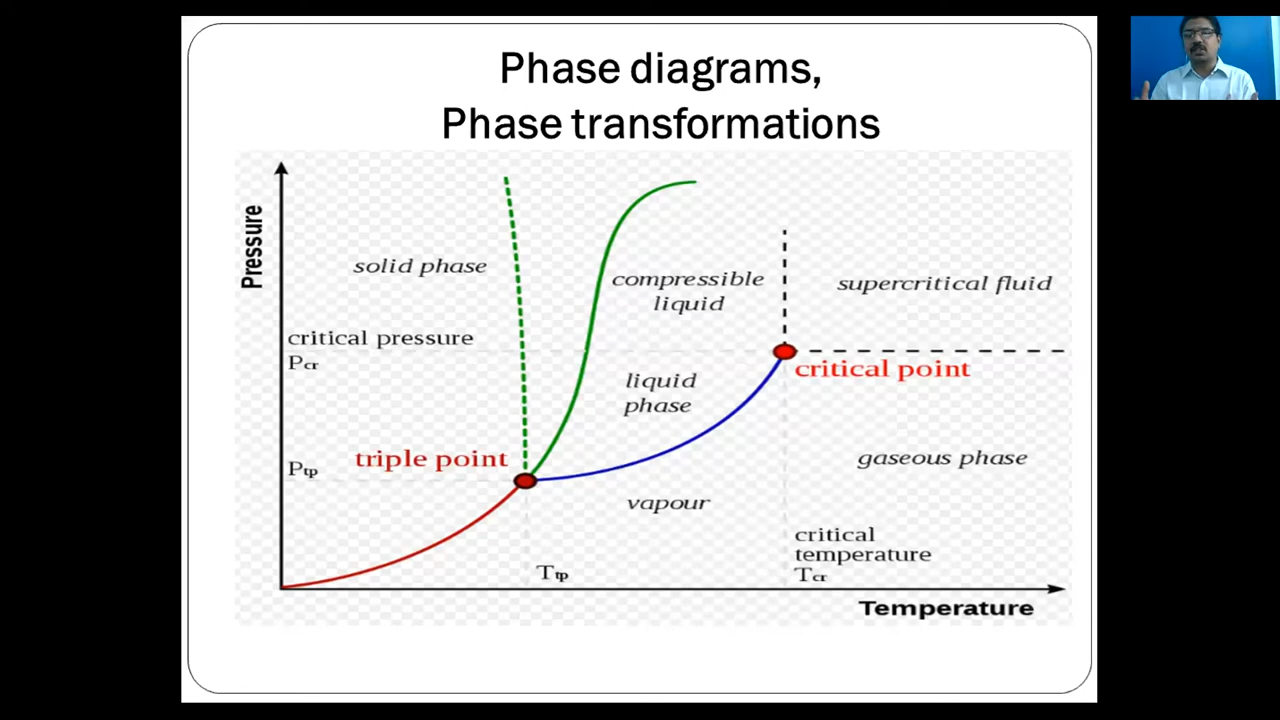 Phase diagrams,
Phase transformations
Pressure
solid phase
compressible
liquid
supercritical fluid
critical pressure
Pcr
critical point
liquid
phase
triple point
Ptp
gaseous phase
vapour
critical
temperature
Tcr
Ttp
Temperature